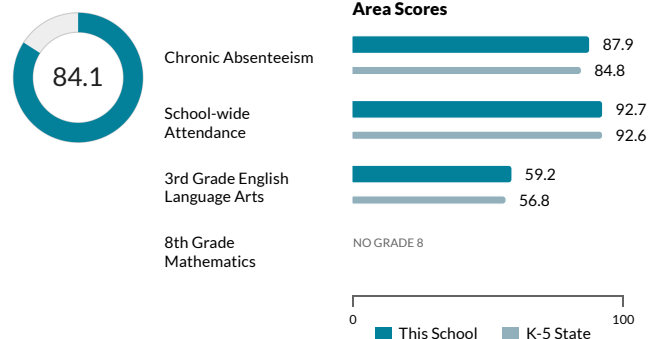 Area Scores
84.1
Chronic Absenteeism
87.9
84.8
School-wide
Attendance
92.7
92.6
3rd Grade English
Language Arts
59.2
56.8
8th Grade
Mathematics
NO GRADE 8
0
100
This School
K-5 State